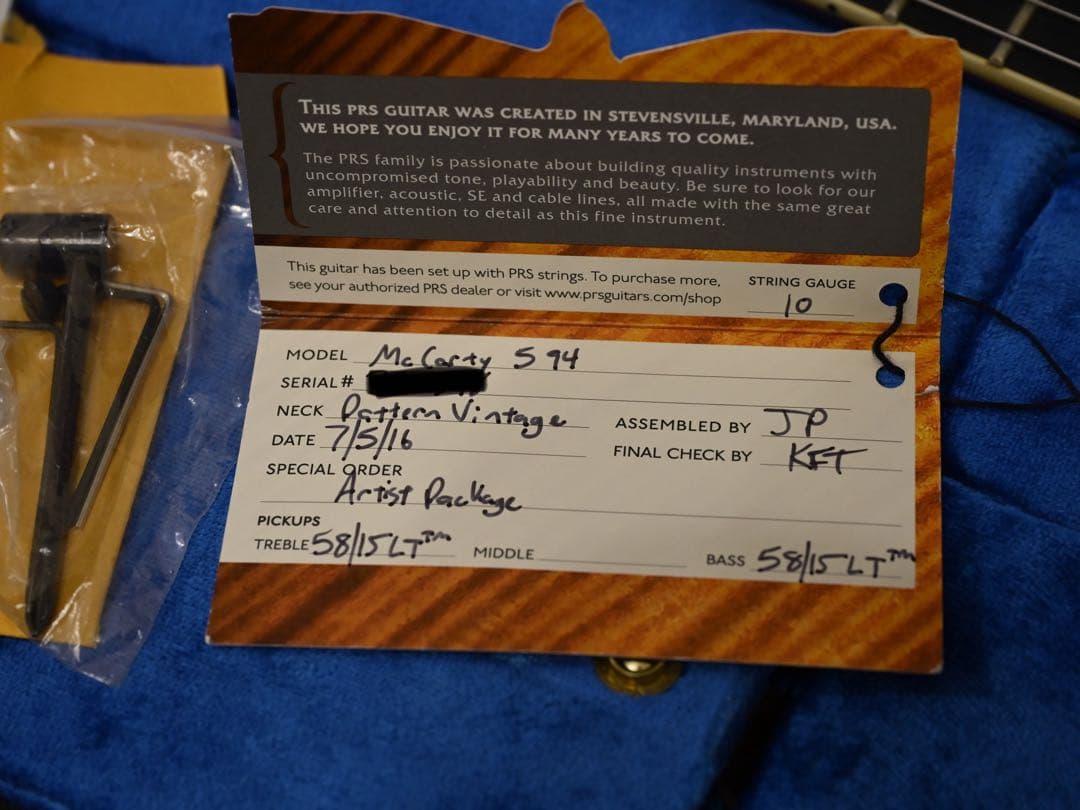 THIS PRS GUITAR WAS CREATED IN STEVENSVILLE, MARYLAND, USA.
WE HOPE YOU ENJOY IT FOR MANY YEARS TO COME.
The PRS family is passionate about building quality instruments with
uncompromised tone, playability and beauty. Be sure to look for our
amplifier, acoustic, SE and cable lines, all made with the same great
care and attention to detail as this fine instrument.
This guitar has been set up with PRS strings. To purchase more,
see your authorized PRS dealer or visit www.prsguitars.com/shop
STRING GAUGE
10
MODEL McCarty 594
SERIAL#
NECK Pattern Vintage
ASSEMBLED BY JP
DATE 7/5/16
FINAL CHECK BY KFT
SPECIAL ORDER
Artist Package
PICKUPS
TREBLE 58/15LT™ MIDDLE BASS 58/15LT™